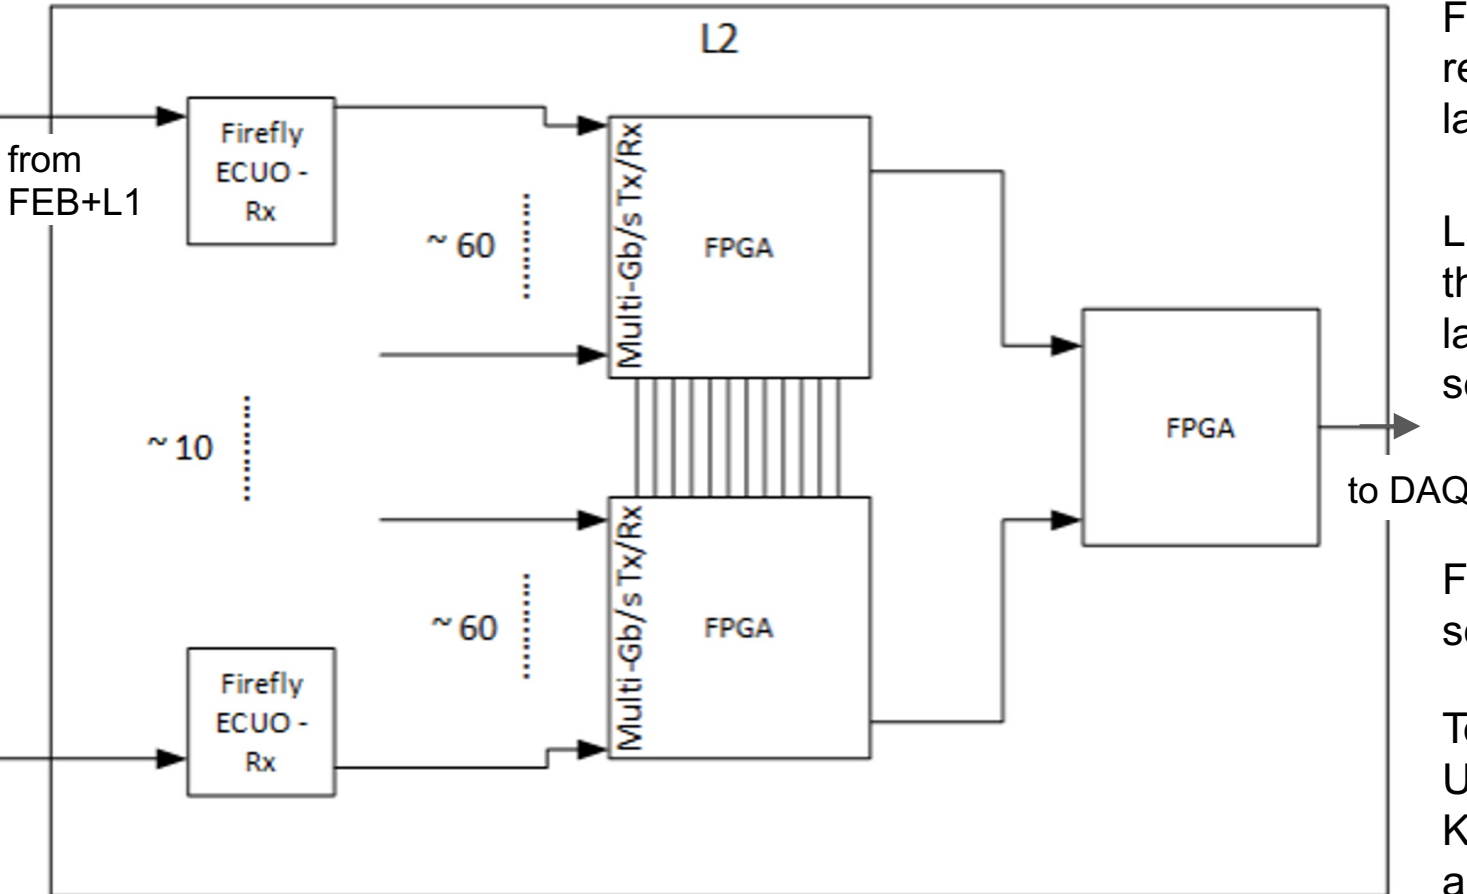 L2
from
FEB+L1
Firefly
ECUO -
Rx
~ 60
Multi-Gb/s Tx/Rx
FPGA
~ 10
FPGA
to DAQ
~ 60
Multi-Gb/s Tx/Rx
FPGA
Firefly
ECUO -
Rx